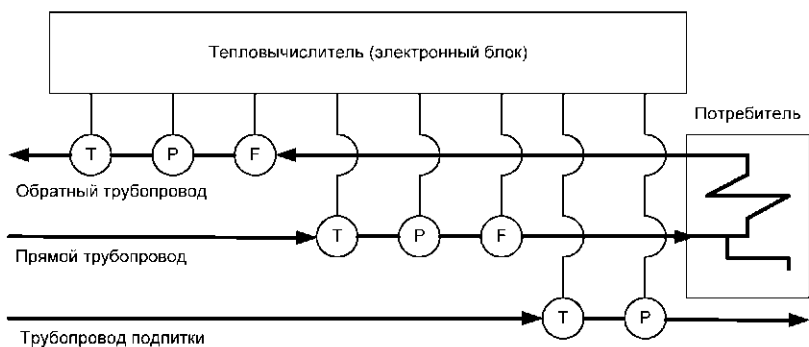 Тепловычислитель (электронный блок)
Потребитель
T P F
Обратный трубопровод
T P F
Прямой трубопровод
T P
Трубопровод подпитки